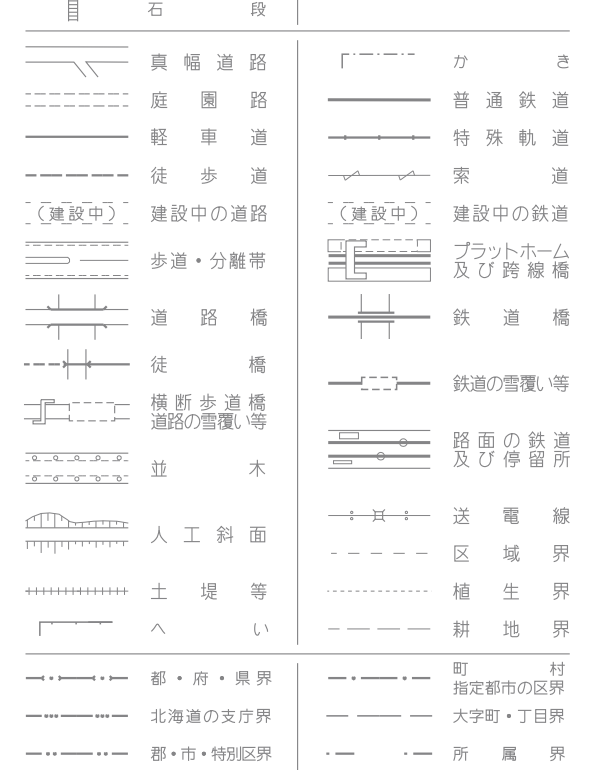 石段
真幅道路
庭園路
軽車道
徒歩道
(建設中)
建設中の道路
歩道・分離帯
道路橋
徒橋
横断歩道橋
道路の雪覆い等
並木
人工斜面
土堤等
へい
かき
普通鉄道
特殊軌道
索道
(建設中)
建設中の鉄道
プラットホーム
及び跨線橋
鉄道橋
鉄道の雪覆い等
路面の鉄道
及び停留所
送電線
区域界
植生界
耕地界
都・府・県界
北海道の支庁界
郡・市・特別区界
町村
指定都市の区界
大字町・丁目界
所属界